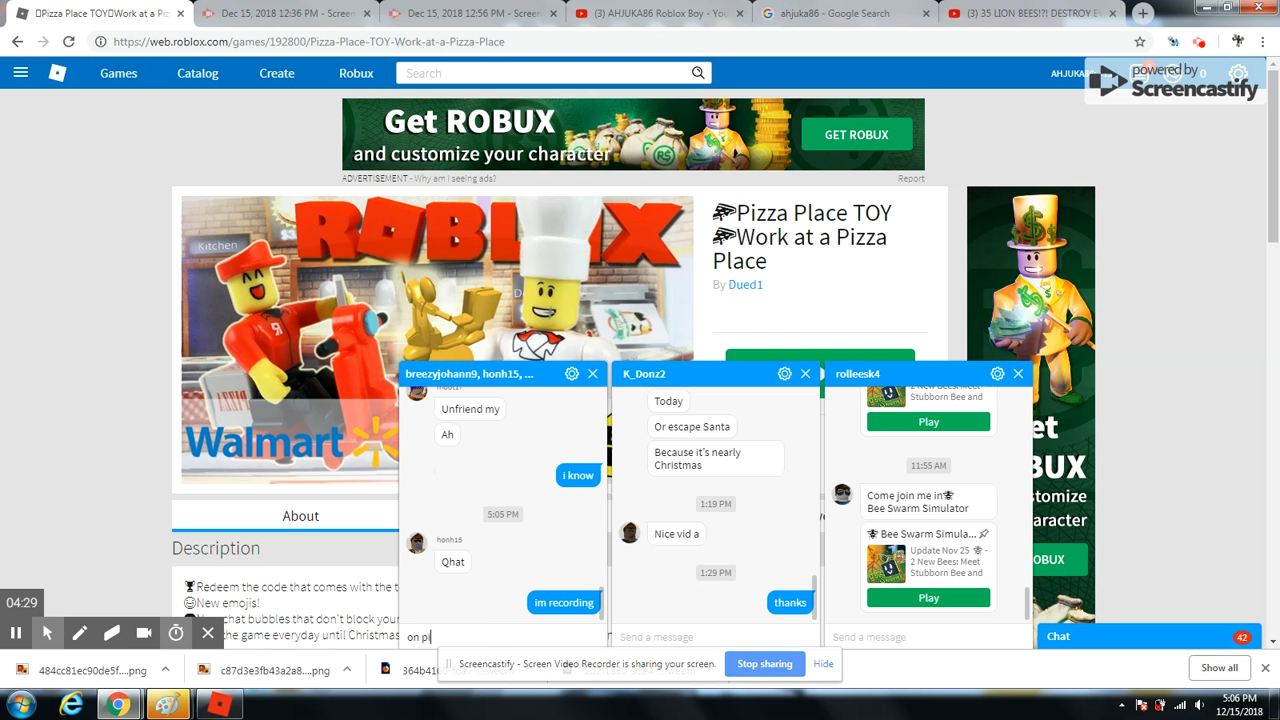 Pizza Place TOY Work at a Pi
Dec 15, 2018 12:36 PM - Screen
Dec 15, 2018 12:56 PM - Screen
(3) AHJUKA86 Roblox Boy - You
ahjuka86 - Google Search
(3) 35 LION BEES!?! DESTROY EV
https://web.roblox.com/games/192800/Pizza-Place-TOY-Work-at-a-Pizza-Place
Games
Catalog
Create
Robux
Search
AHJUKA86
0
powered by
Screencastify
Get ROBUX
and customize your character
GET ROBUX
ADVERTISEMENT - Why am I seeing ads?
Report
Kitchen
ROBLOX
Walmart
Pizza Place TOY
Work at a Pizza
Place
By Dued1
breezyjohann9, honh15, ...
Unfriend my
Ah
i know
5:05 PM
honh15
Qhat
im recording
on pi
K_Donz2
Today
Or escape Santa
Because it's nearly
Christmas
1:19 PM
Nice vid a
1:29 PM
thanks
Send a message
rolleesk4
2 New Bees: Meet
Stubborn Bee and
Play
11:55 AM
Come join me in
Bee Swarm Simulator
Bee Swarm Simula...
Update Nov 25 -
2 New Bees: Meet
Stubborn Bee and
Play
Send a message
ROBUX
Chat
42
About
Description
Redeem the code that comes with the t
New emojis!
chat bubbles that don't block your
the game everyday until Christmas
04:29
Screencastify - Screen Video Recorder is sharing your screen.
Stop sharing
Hide
484cc81ec90de5f....png
c87d3e3fb43a2a8....png
Show all
5:06 PM
12/15/2018